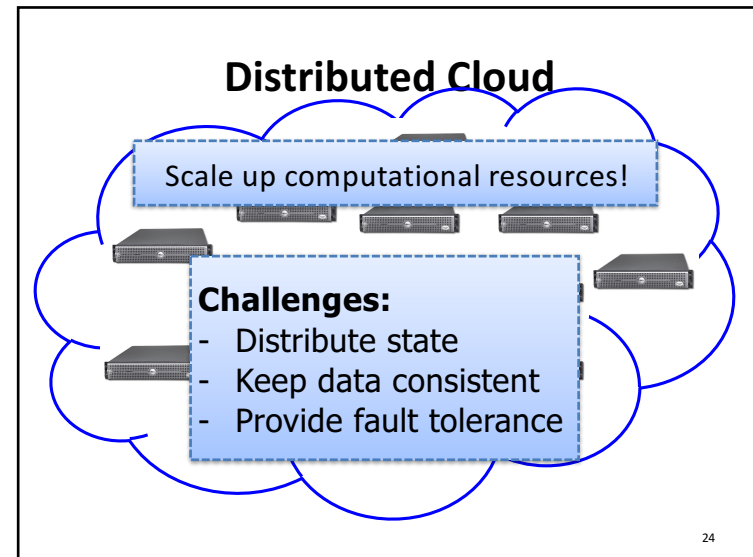 Distributed Cloud
Scale up computational resources!
Challenges:
- Distribute state
- Keep data consistent
- Provide fault tolerance
24